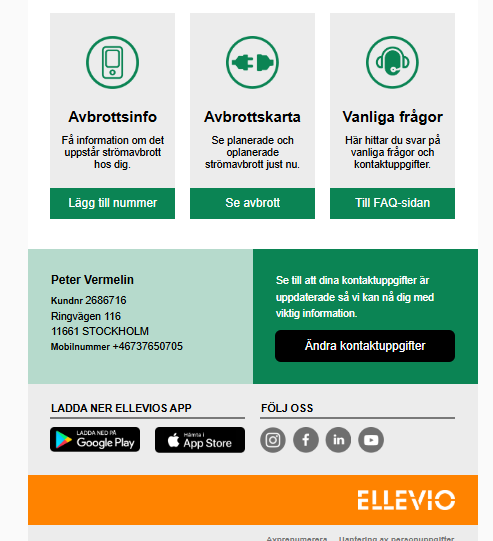 Avbrottsinfo
Få information om det
uppstår strömavbrott
hos dig.
Lägg till nummer
Avbrottskarta
Se planerade och
oplanerade
strömavbrott just nu.
Se avbrott
Vanliga frågor
Här hittar du svar på
vanliga frågor och
kontaktuppgifter.
Till FAQ-sidan
Peter Vermelin
Kundnr 2686716
Ringvägen 116
11661 STOCKHOLM
Mobilnummer +46737650705
Se till att dina kontaktuppgifter är
uppdaterade så vi kan nå dig med
viktig information.
Ändra kontaktuppgifter
LADDA NER ELLEVIOS APP
LADDA NED PÅ
Google Play
Hämta i
App Store
FÖLJ OSS
ELLEVIO
Avprenumerera Hantering av personuppgifter